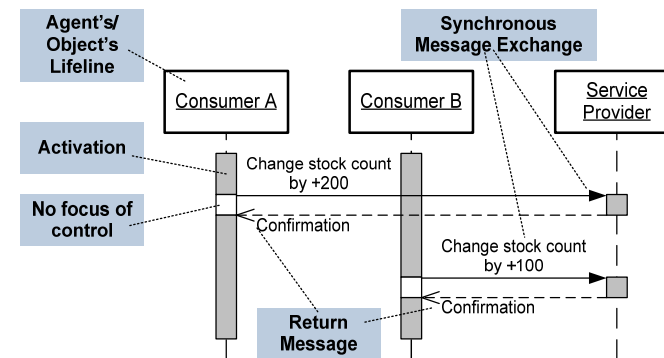 Agent's/
Object's
Lifeline
Synchronous
Message Exchange
Consumer A
Consumer B
Service
Provider
Activation
Change stock count
by +200
No focus of
control
Confirmation
Change stock count
by +100
Confirmation
Return
Message